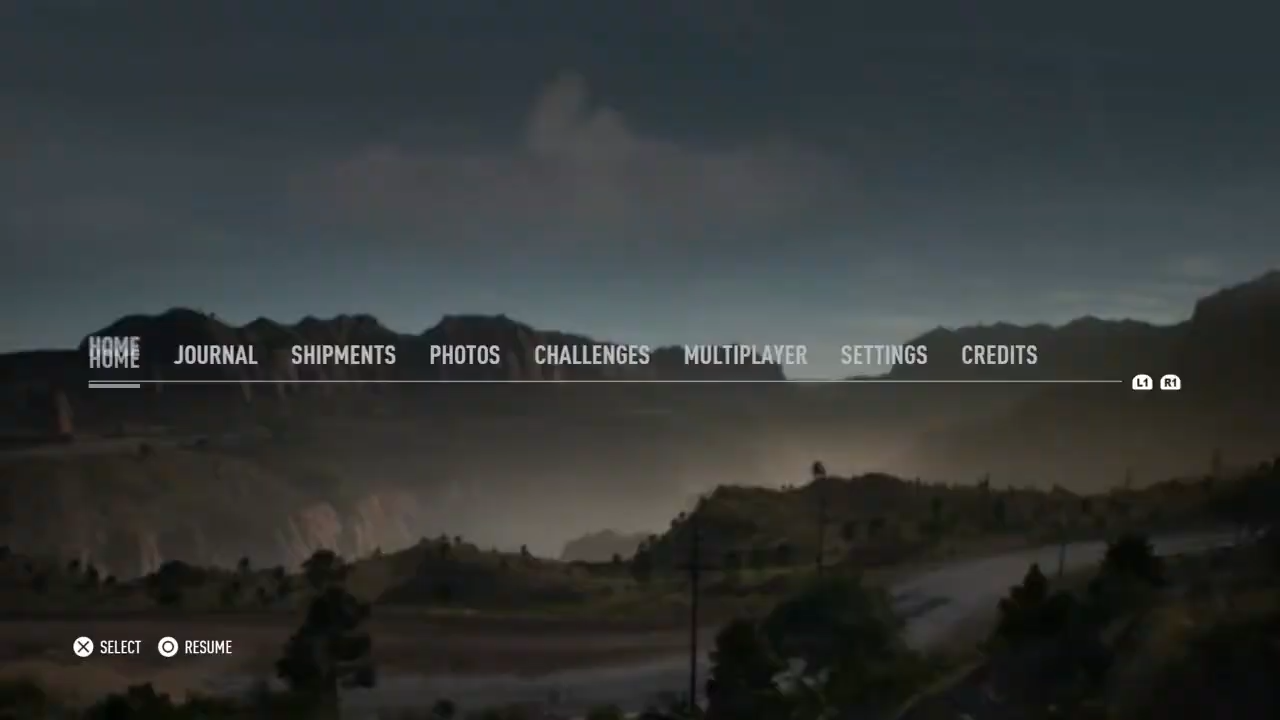 HOME JOURNAL SHIPMENTS PHOTOS CHALLENGES MULTIPLAYER SETTINGS CREDITS
L1 R1
SELECT RESUME